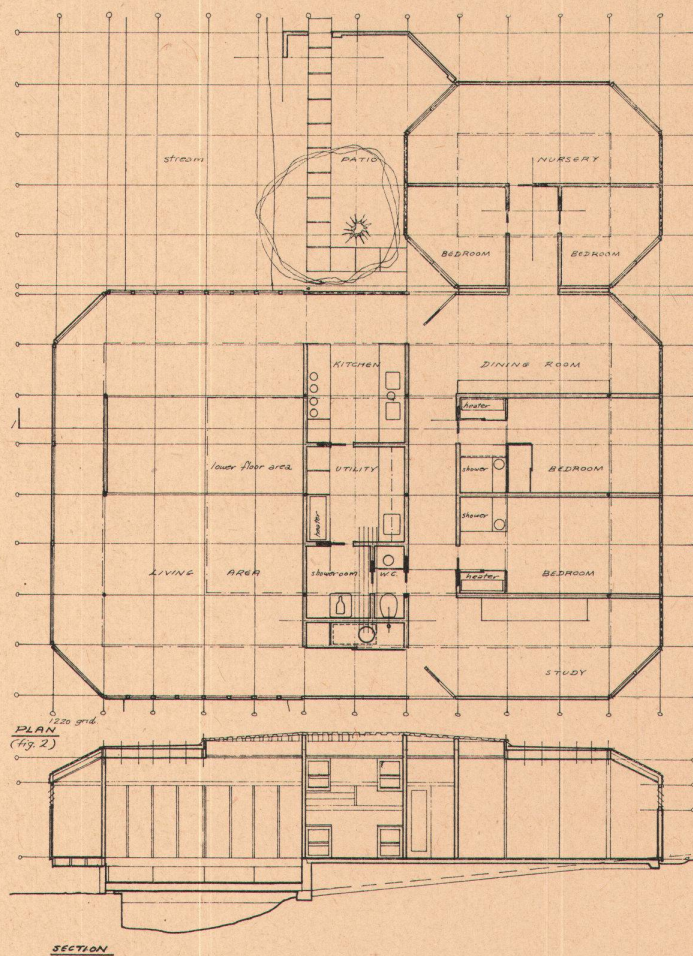 stream
PATIO
NURSERY
BEDROOM
BEDROOM
KITCHEN
DINING ROOM
heater
lower floor area
UTILITY
shower
BEDROOM
heater
shower
LIVING AREA
showeroom
W.C.
heater
BEDROOM
STUDY
1220 grid
PLAN
(fig. 2)
SECTION